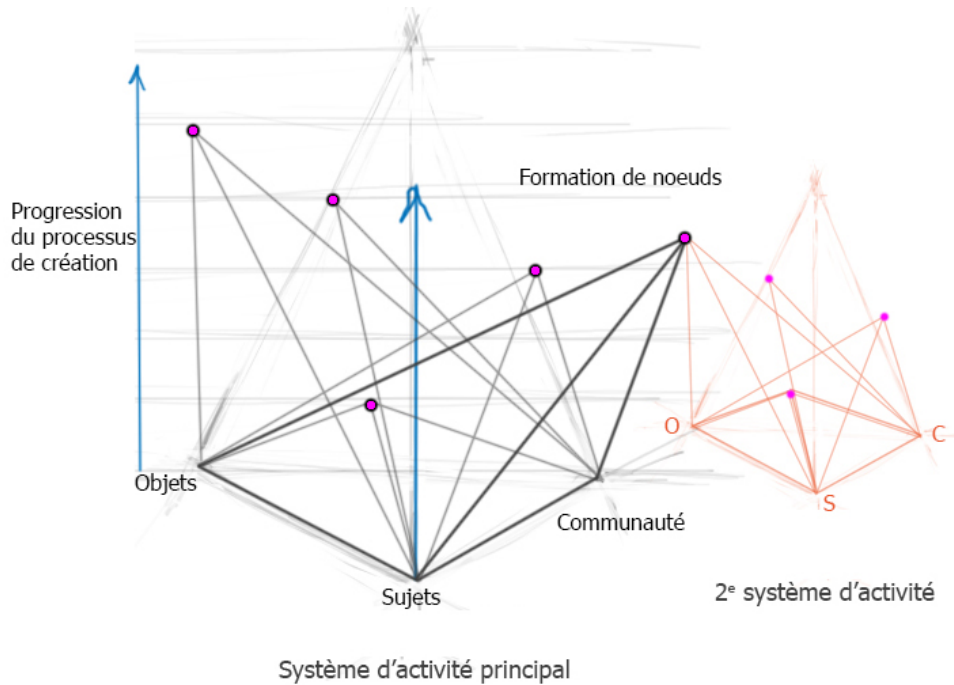 Formation de noeuds
Progression
du processus
de création
O
C
Objets
S
Communauté
Sujets
2e système d'activité
Système d'activité principal